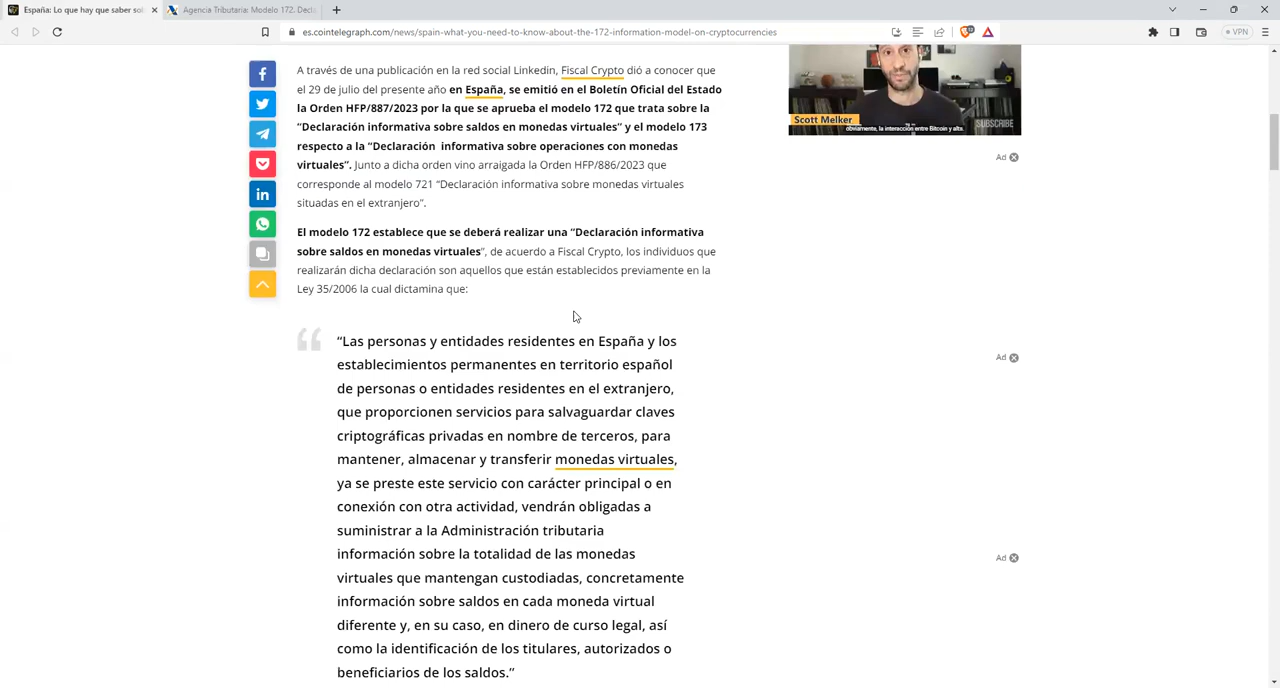 España: Lo que hay que saber sob
Agencia Tributaria: Modelo 172. Decla
es.cointelegraph.com/news/spain-what-you-need-to-know-about-the-172-information-model-on-cryptocurrencies
VPN
A través de una publicación en la red social Linkedin, Fiscal Crypto dió a conocer que
el 29 de julio del presente año en España, se emitió en el Boletín Oficial del Estado
la Orden HFP/887/2023 por la que se aprueba el modelo 172 que trata sobre la
“Declaración informativa sobre saldos en monedas virtuales” y el modelo 173
respecto a la “Declaración informativa sobre operaciones con monedas
virtuales”. Junto a dicha orden vino arraigada la Orden HFP/886/2023 que
corresponde al modelo 721 “Declaración informativa sobre monedas virtuales
situadas en el extranjero”.
El modelo 172 establece que se deberá realizar una “Declaración informativa
sobre saldos en monedas virtuales”, de acuerdo a Fiscal Crypto, los individuos que
realizarán dicha declaración son aquellos que están establecidos previamente en la
Ley 35/2006 la cual dictamina que:
“Las personas y entidades residentes en España y los
establecimientos permanentes en territorio español
de personas o entidades residentes en el extranjero,
que proporcionen servicios para salvaguardar claves
criptográficas privadas en nombre de terceros, para
mantener, almacenar y transferir monedas virtuales,
ya se preste este servicio con carácter principal o en
conexión con otra actividad, vendrán obligadas a
suministrar a la Administración tributaria
información sobre la totalidad de las monedas
virtuales que mantengan custodiadas, concretamente
información sobre saldos en cada moneda virtual
diferente y, en su caso, en dinero de curso legal, así
como la identificación de los titulares, autorizados o
beneficiarios de los saldos.”
Scott Melker
obviamente, la interacción entre Bitcoin y alts.
SUBSCRIBE
Ad
Ad
Ad